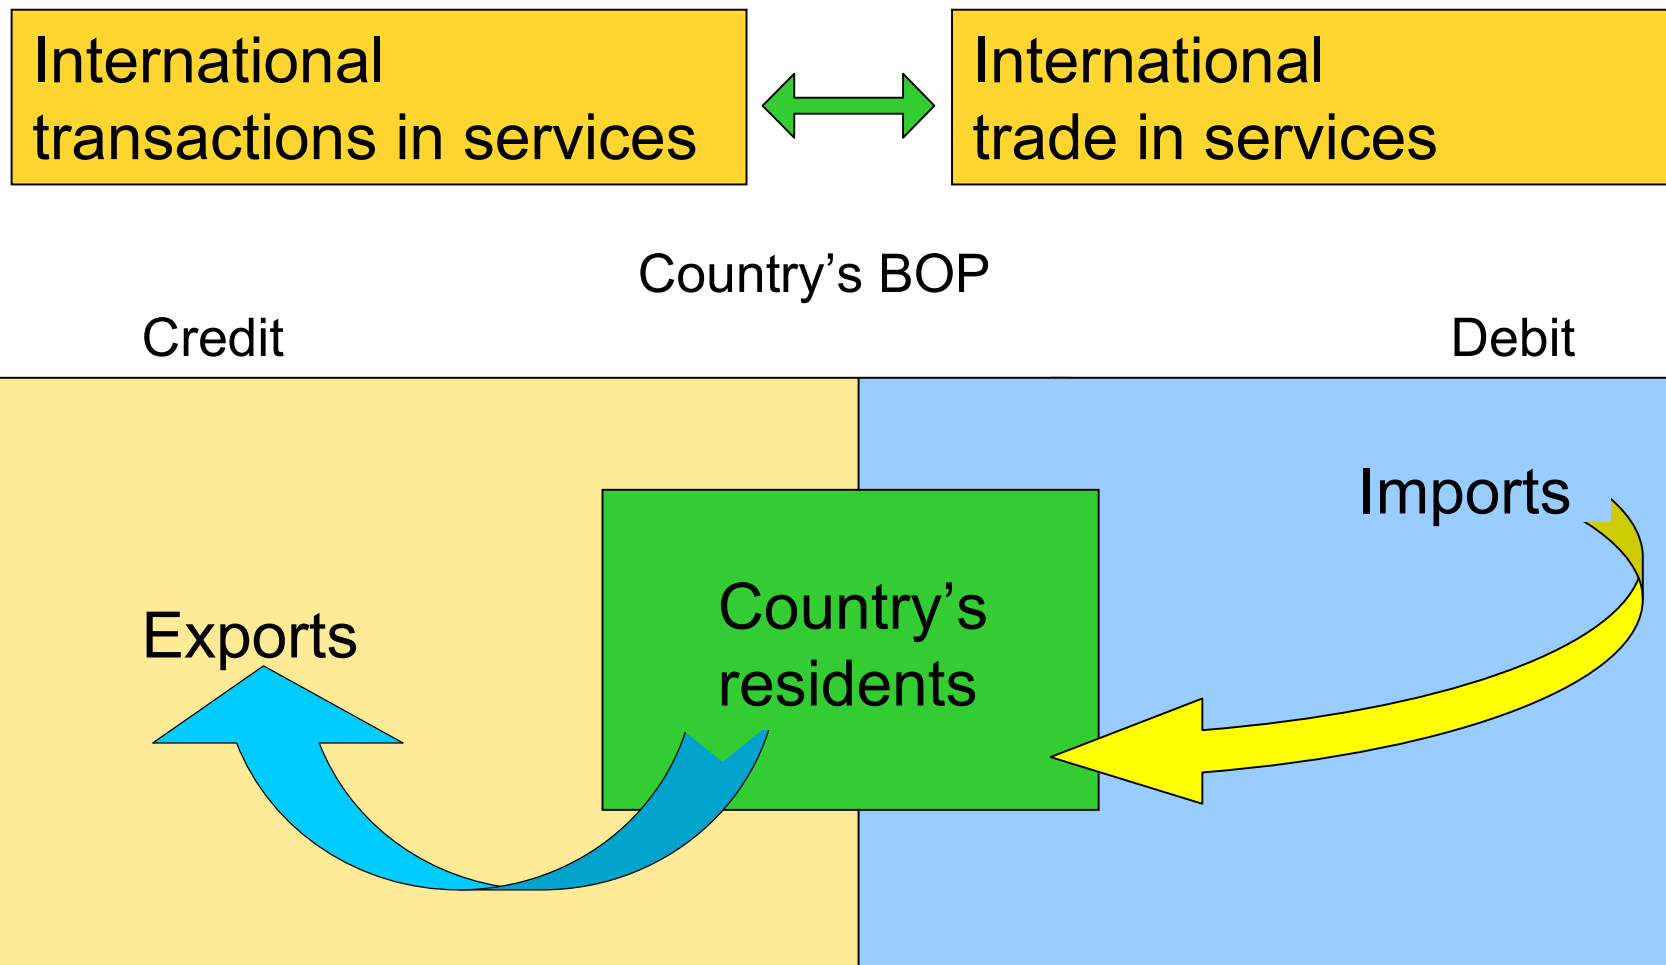 International
transactions in services
International
trade in services
Country’s BOP
Credit
Debit
Imports
Exports
Country’s
residents